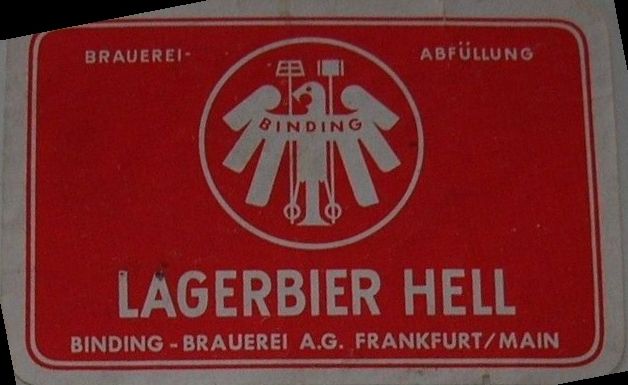 BRAUEREI- ABFÜLLUNG
BINDING
LAGERBIER HELL
BINDING-BRAUEREI A.G. FRANKFURT/MAIN